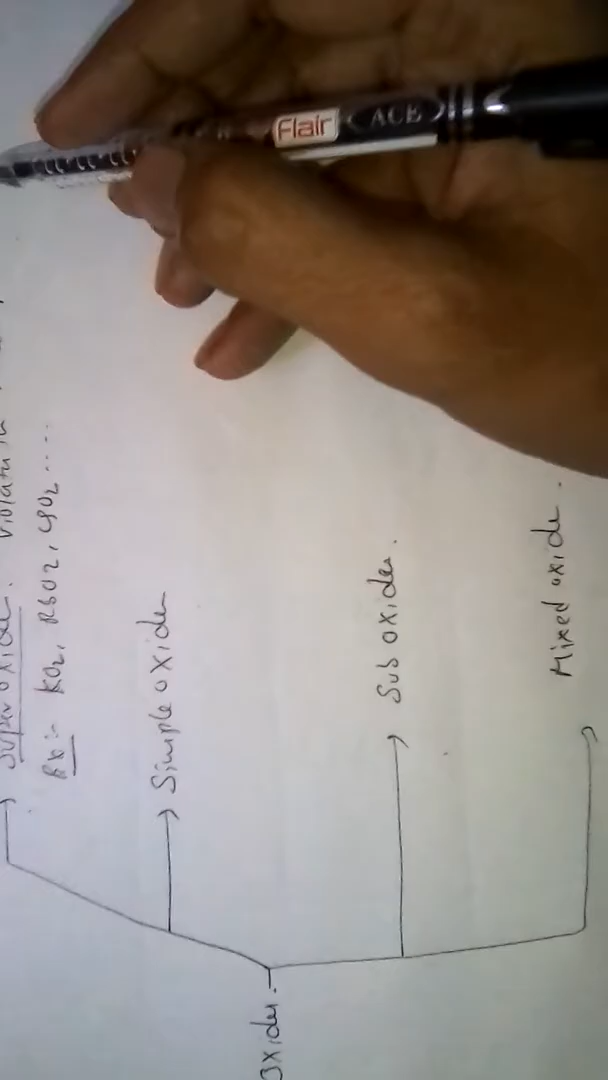 Super oxide.
Ex:- KO2, RbO2, CsO2 ....
Simple oxide
Oxides.
Sub oxides.
Mixed oxide.
Flair ACE